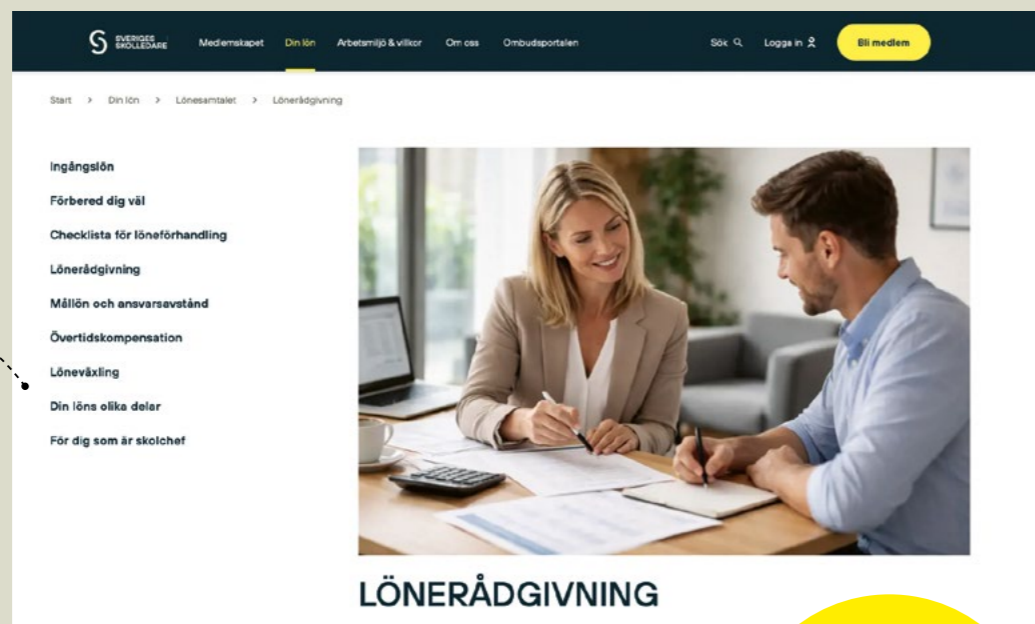 SVERIGES
SKOLLEDARE
Medlemskapet Din lön Arbetsmiljö & villkor Om oss Ombudsportalen Sök Logga in Bli medlem
Start > Din lön > Lönesamtalet > Lönerådgivning
Ingångslön
Förbered dig väl
Checklista för löneförhandling
Lönerådgivning
Mållön och ansvarsavstånd
Övertidskompensation
Löneväxling
Din löns olika delar
För dig som är skolchef
LÖNERÅDGIVNING